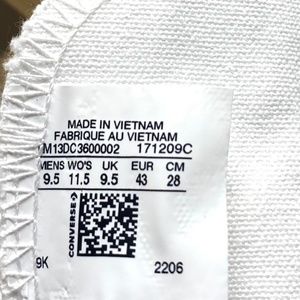 MADE IN VIETNAM
FABRIQUE AU VIETNAM
M13DC3600002 171209C
MENS WO'S UK EUR CM
9.5 11.5 9.5 43 28
CONVERSE
9K 2206